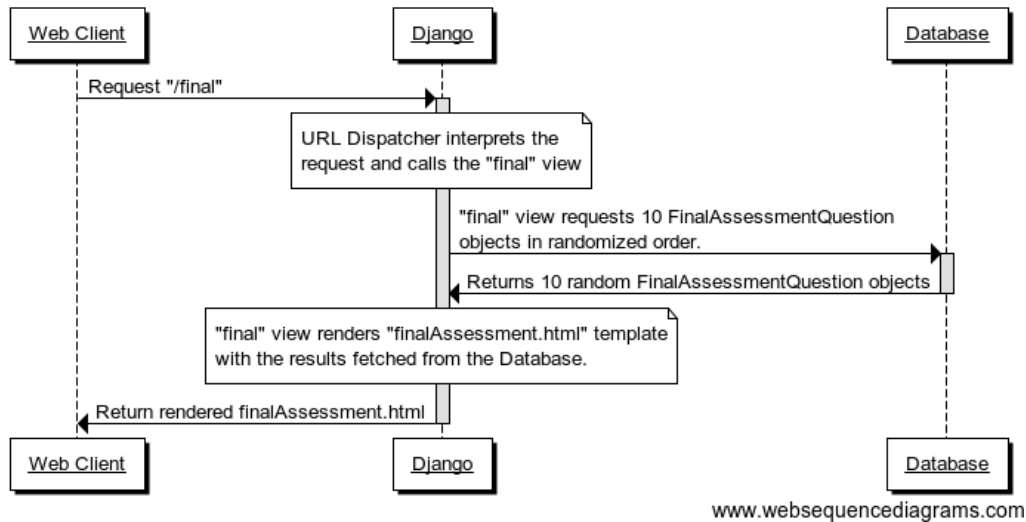 Web Client
Django
Database
Request "/final"
URL Dispatcher interprets the
request and calls the "final" view
"final" view requests 10 FinalAssessmentQuestion
objects in randomized order.
Returns 10 random FinalAssessmentQuestion objects
"final" view renders "finalAssessment.html" template
with the results fetched from the Database.
Return rendered finalAssessment.html
Web Client
Django
Database
www.websequencediagrams.com